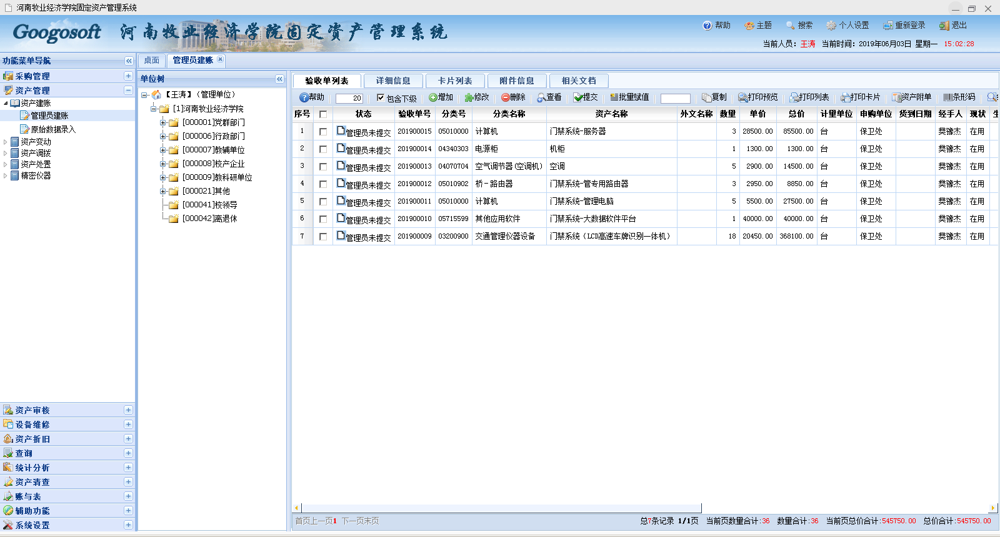 河南牧业经济学院固定资产管理系统
Googosoft 河南牧业经济学院固定资产管理系统
帮助 主题 搜索 个人设置 重新登录 退出
当前人员：王涛 当前时间：2019年06月03日 星期一 15:02:28
功能菜单导航
采购管理
资产管理
资产建账
管理员建账
原始数据录入
资产变动
资产调拨
资产处置
精密仪器
资产审核
设备维修
资产折旧
查询
统计分析
资产清查
账与表
辅助功能
系统设置
桌面 管理员建账
单位树
【王涛】（管理单位）
[1]河南牧业经济学院
[000001]党群部门
[000006]行政部门
[000007]教辅单位
[000008]校产企业
[000009]教科研单位
[000021]其他
[000041]校领导
[000042]离退休
验收单列表 详细信息 卡片列表 附件信息 相关文档
帮助 20 包含下级 增加 修改 删除 查看 提交 批量赋值 复制 打印预览 打印列表 打印卡片 资产附单 条形码
序号 状态 验收单号 分类号 分类名称 资产名称 外文名称 数量 单价 总价 计量单位 申购单位 货到日期 经手人 现状
1 管理员未提交 201900015 05010000 计算机 门禁系统-服务器 3 28500.00 85500.00 台 保卫处 樊豫杰 在用
2 管理员未提交 201900014 04340303 电源柜 机柜 1 1300.00 1300.00 台 保卫处 樊豫杰 在用
3 管理员未提交 201900013 04070704 空气调节器(空调机) 空调 5 2900.00 14500.00 台 保卫处 樊豫杰 在用
4 管理员未提交 201900012 05010902 桥－路由器 门禁系统-管专用路由器 3 2950.00 8850.00 台 保卫处 樊豫杰 在用
5 管理员未提交 201900011 05010000 计算机 门禁系统-管理电脑 5 5500.00 27500.00 台 保卫处 樊豫杰 在用
6 管理员未提交 201900010 05715599 其他应用软件 门禁系统-大数据软件平台 1 40000.00 40000.00 台 保卫处 樊豫杰 在用
7 管理员未提交 201900009 03200900 交通管理仪器设备 门禁系统（LCD高速车牌识别一体机） 18 20450.00 368100.00 台 保卫处 樊豫杰 在用
首页上一页1 下一页末页 总7条记录 1/1页 当前页数量合计:36 数量合计:36 当前页总价合计:545750.00 总价合计:545750.00